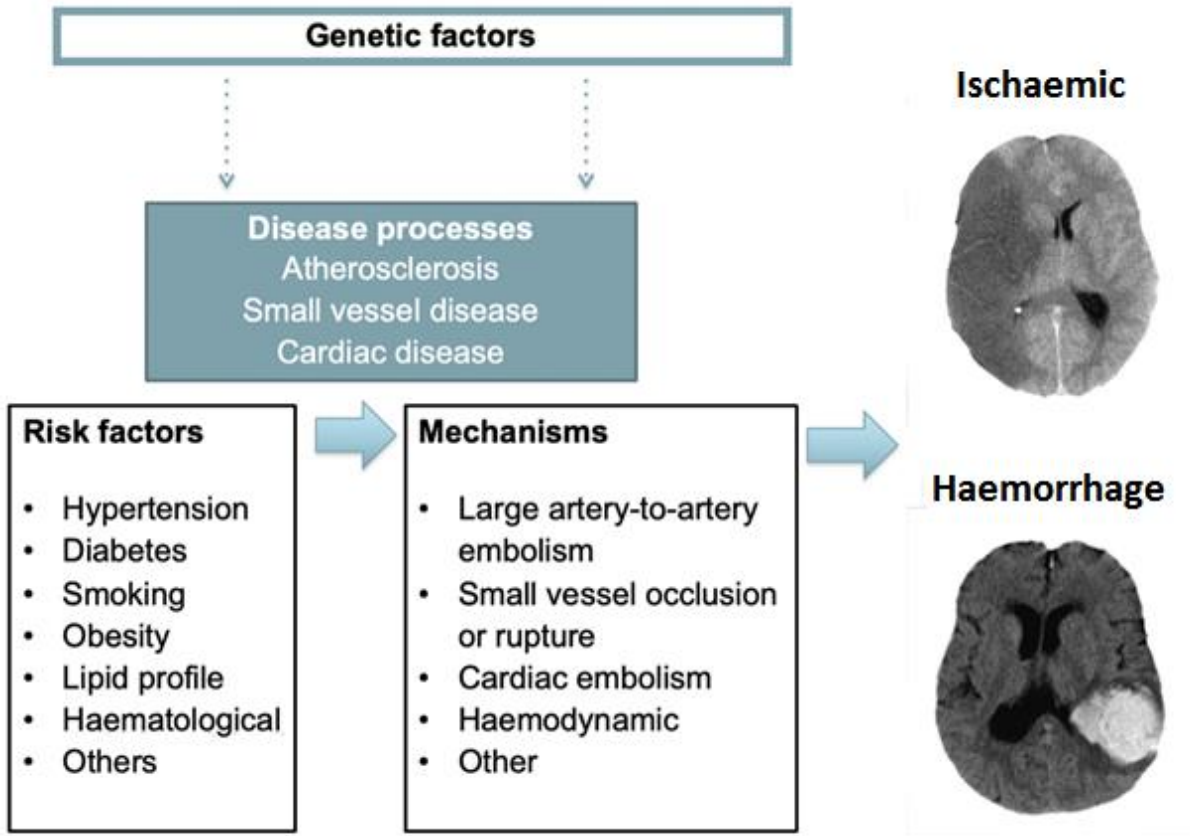 Genetic factors
Disease processes
Atherosclerosis
Small vessel disease
Cardiac disease
Risk factors
• Hypertension
• Diabetes
• Smoking
• Obesity
• Lipid profile
• Haematological
• Others
Mechanisms
• Large artery-to-artery
embolism
• Small vessel occlusion
or rupture
• Cardiac embolism
• Haemodynamic
• Other
Ischaemic
Haemorrhage